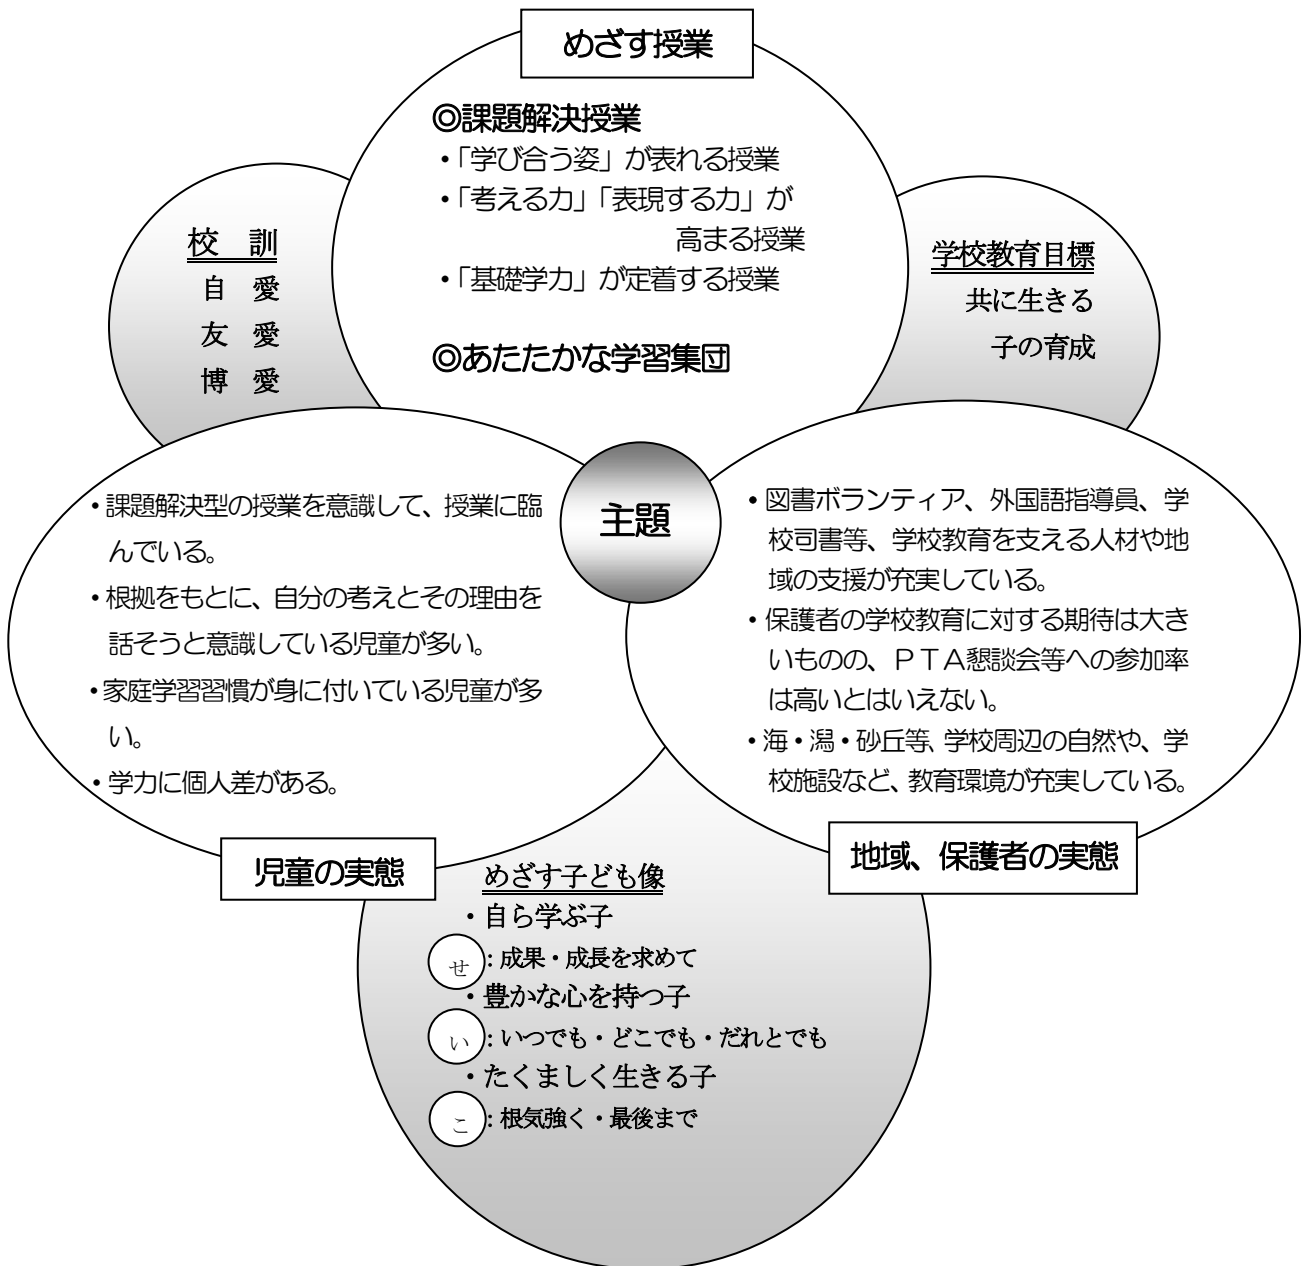 めざす授業
◎課題解決授業
・「学び合う姿」が表れる授業
・「考える力」「表現する力」が
高まる授業
・「基礎学力」が定着する授業
◎あたたかな学習集団
校　訓
自　愛
友　愛
博　愛
学校教育目標
共に生きる
子の育成
主題
・課題解決型の授業を意識して、授業に臨
んでいる。
・根拠をもとに、自分の考えとその理由を
話そうと意識している児童が多い。
・家庭学習習慣が身に付いている児童が多
い。
・学力に個人差がある。
児童の実態
・図書ボランティア、外国語指導員、学
校司書等、学校教育を支える人材や地
域の支援が充実している。
・保護者の学校教育に対する期待は大き
いものの、ＰＴＡ懇談会等への参加率
は高いとはいえない。
・海・潟・砂丘等、学校周辺の自然や、学
校施設など、教育環境が充実している。
地域、保護者の実態
めざす子ども像
・自ら学ぶ子
せ：成果・成長を求めて
・豊かな心を持つ子
い：いつでも・どこでも・だれとでも
・たくましく生きる子
こ：根気強く・最後まで